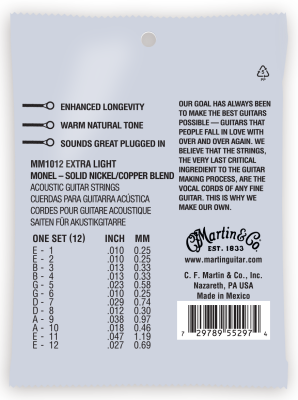 ENHANCED LONGEVITY
WARM NATURAL TONE
SOUNDS GREAT PLUGGED IN
MM1012 EXTRA LIGHT
MONEL – SOLID NICKEL/COPPER BLEND
ACOUSTIC GUITAR STRINGS
CUERDAS PARA GUITARRA ACÚSTICA
CORDES POUR GUITARE ACOUSTIQUE
SAITEN FÜR AKUSTIKGITARRE
ONE SET (12) INCH MM
E - 1 .010 0.25
E - 2 .010 0.25
B - 3 .013 0.33
B - 4 .013 0.33
G - 5 .023 0.58
G - 6 .010 0.25
D - 7 .029 0.74
D - 8 .012 0.30
A - 9 .038 0.97
A - 10 .018 0.46
E - 11 .047 1.19
E - 12 .027 0.69
OUR GOAL HAS ALWAYS BEEN
TO MAKE THE BEST GUITARS
POSSIBLE — GUITARS THAT
PEOPLE FALL IN LOVE WITH
OVER AND OVER AGAIN. WE
BELIEVE THAT THE STRINGS,
THE VERY LAST CRITICAL
INGREDIENT TO THE GUITAR
MAKING PROCESS, ARE THE
VOCAL CORDS OF ANY FINE
GUITAR. THIS IS WHY WE
MAKE OUR OWN.
CF Martin & Co.
EST. 1833
www.martinguitar.com
C. F. Martin & Co., Inc.
Nazareth, PA USA
Made in Mexico
7 29789 55297 4